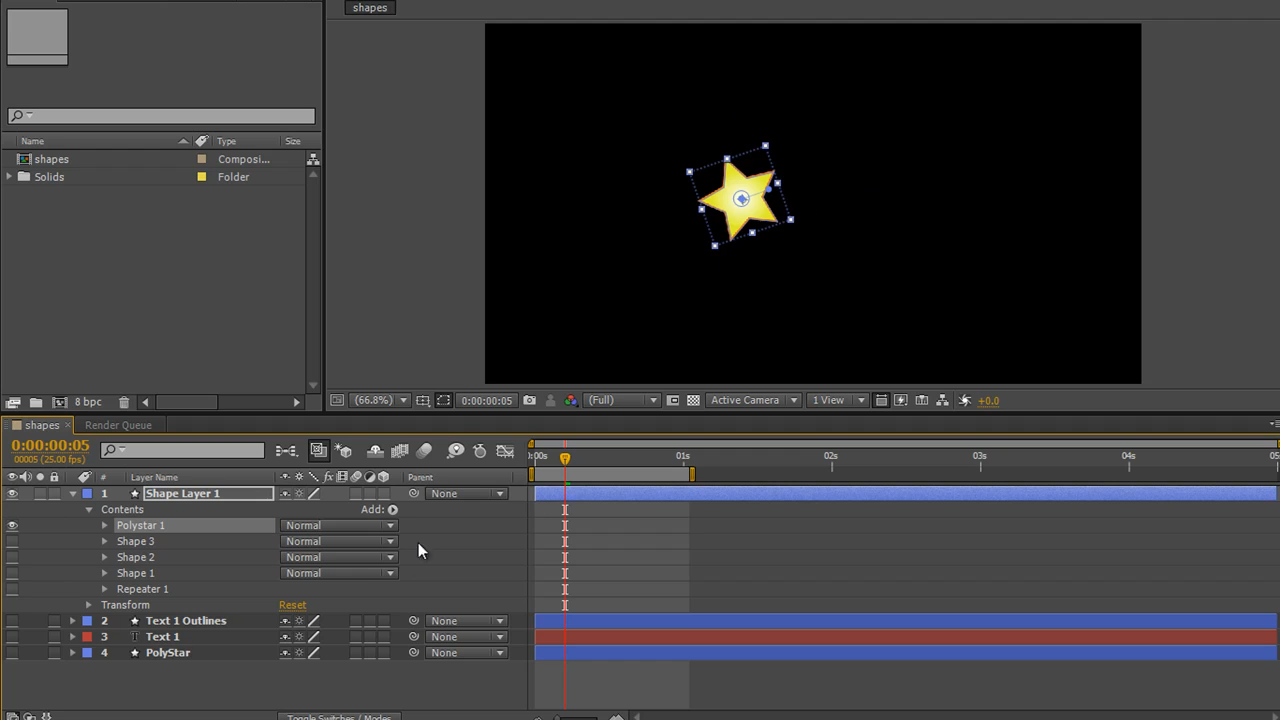 shapes
Name Type Size
shapes Composi...
Solids Folder
8 bpc
(66.8%) 0:00:00:05 (Full) Active Camera 1 View +0.0
shapes × Render Queue
0:00:00:05
00005 (25.00 fps)
:00s 01s 02s 03s 04s 05
# Layer Name fx Parent
1 Shape Layer 1 None
Contents Add:
Polystar 1 Normal
Shape 3 Normal
Shape 2 Normal
Shape 1 Normal
Repeater 1
Transform Reset
2 Text 1 Outlines None
3 T Text 1 None
4 PolyStar None
Toggle Switches / Modes